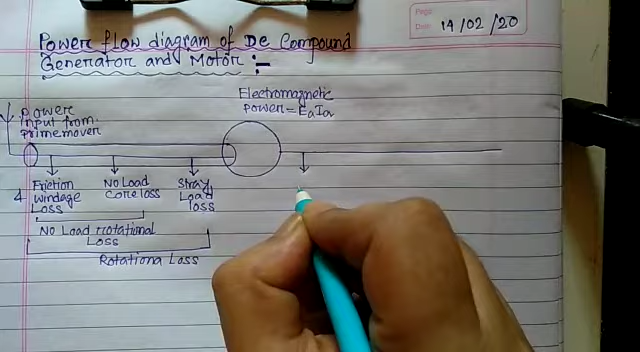 Page:
Date: 14/02/20
Power flow diagram of Dc Compound
Generator and Motor :-
Electromagnetic
power = EaIa
Power
input from
primemover
4
Friction
windage
Loss
No Load
core loss
Stray
Load
loss
No Load rotational
Loss
Rotationa Loss